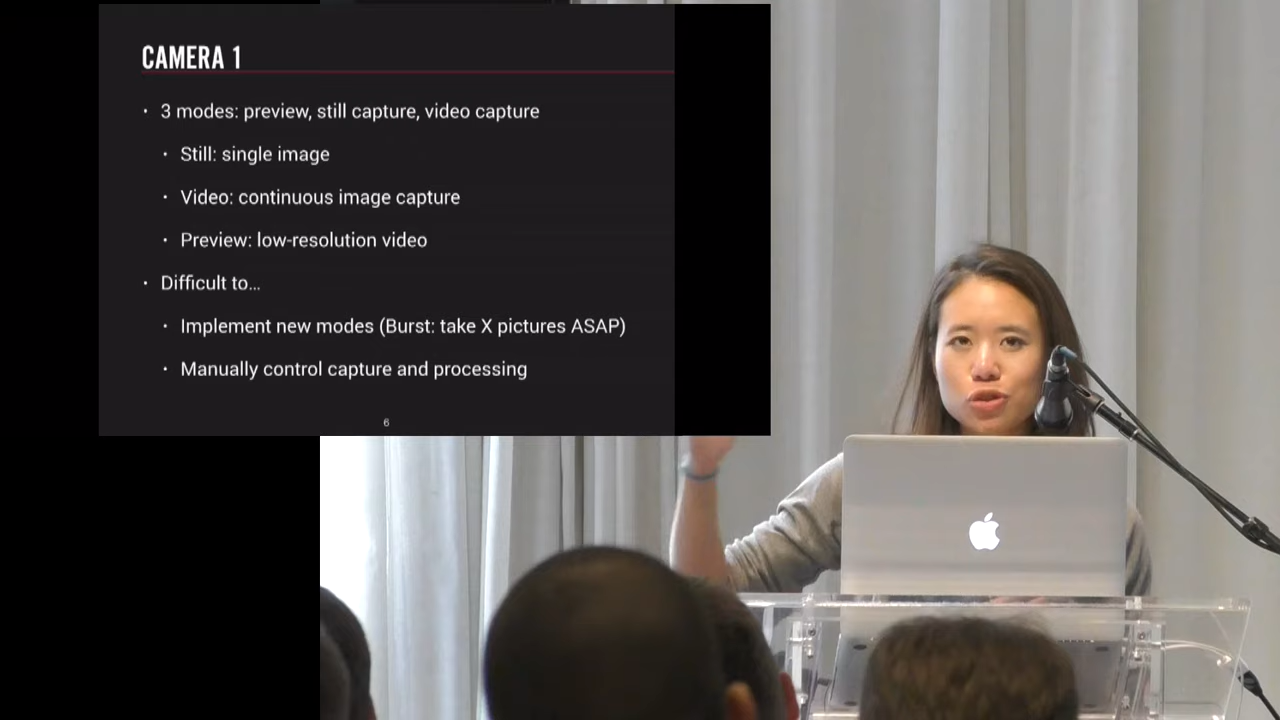 CAMERA 1
· 3 modes: preview, still capture, video capture
· Still: single image
· Video: continuous image capture
· Preview: low-resolution video
· Difficult to…
· Implement new modes (Burst: take X pictures ASAP)
· Manually control capture and processing
6